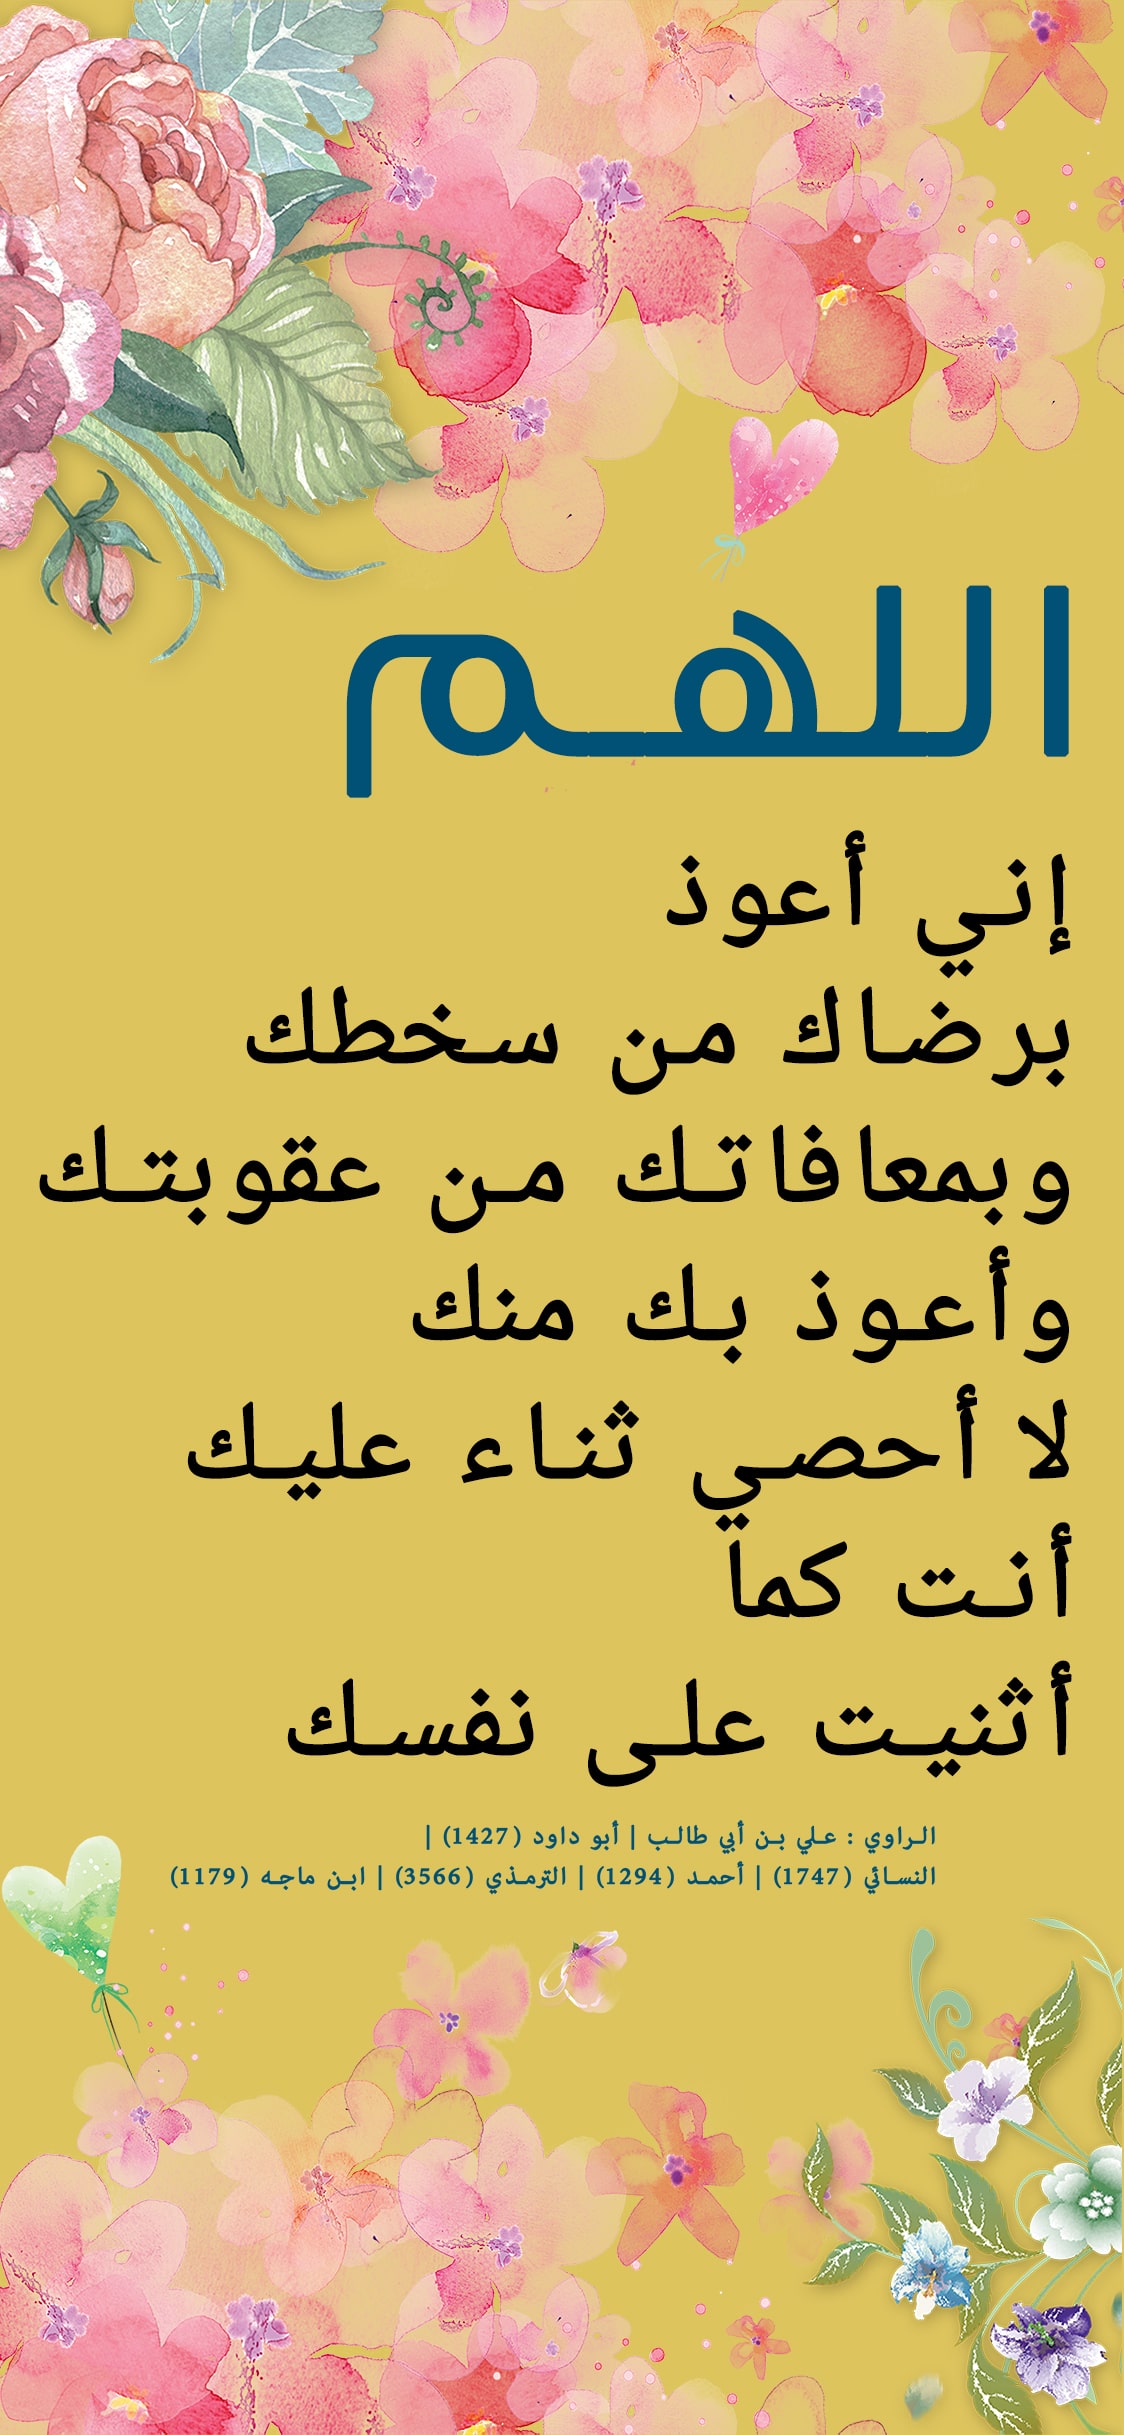 اللهم
إني أعوذ
برضاك من سخطك
وبمعافاتك من عقوبتك
وأعوذ بك منك
لا أحصي ثناء عليك
أنت كما
أثنيت على نفسك
الراوي : علي بن أبي طالب | أبو داود (1427) |
النسائي (1747) | أحمد (1294) | الترمذي (3566) | ابن ماجه (1179)